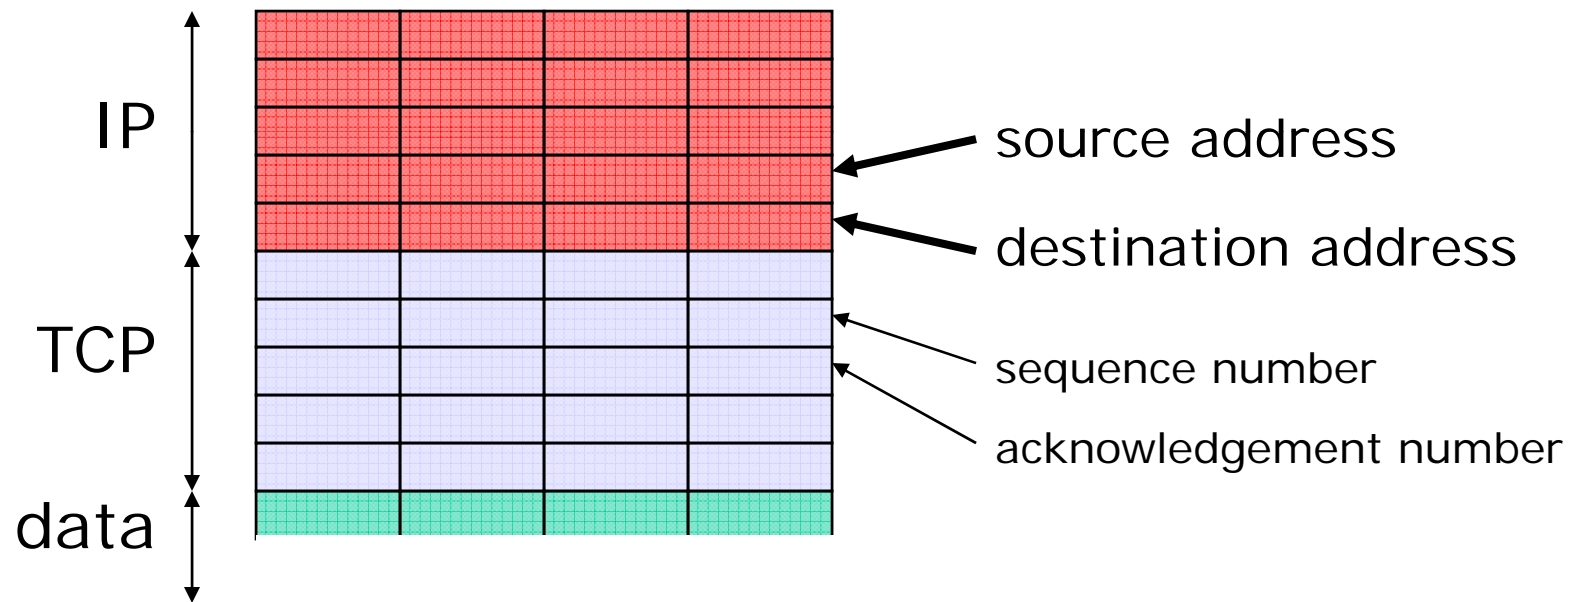 IP
source address
destination address
TCP
sequence number
acknowledgement number
data